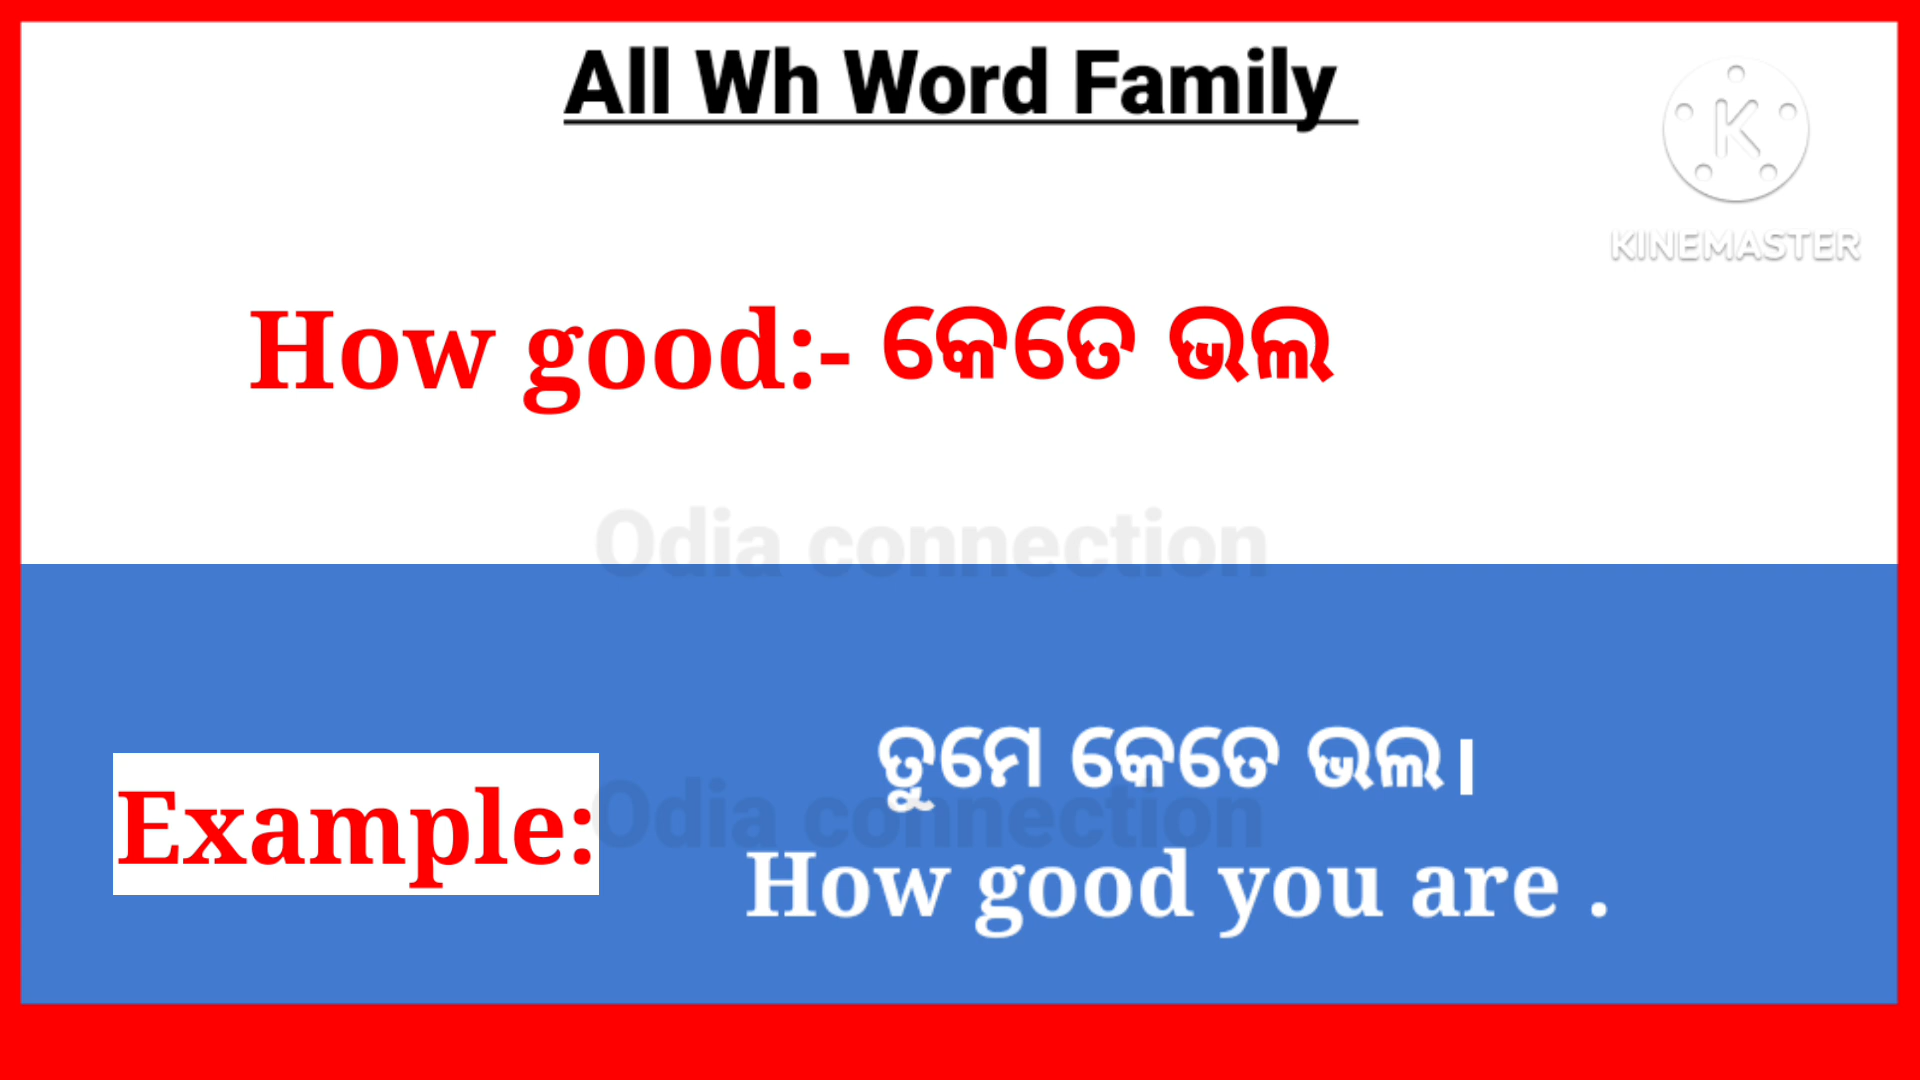 All Wh Word Family
K
KINEMASTER
How good:- କେତେ ଭଲ
Odia connection
ତୁମେ କେତେ ଭଲ।
Example:
Odia connection
How good you are .